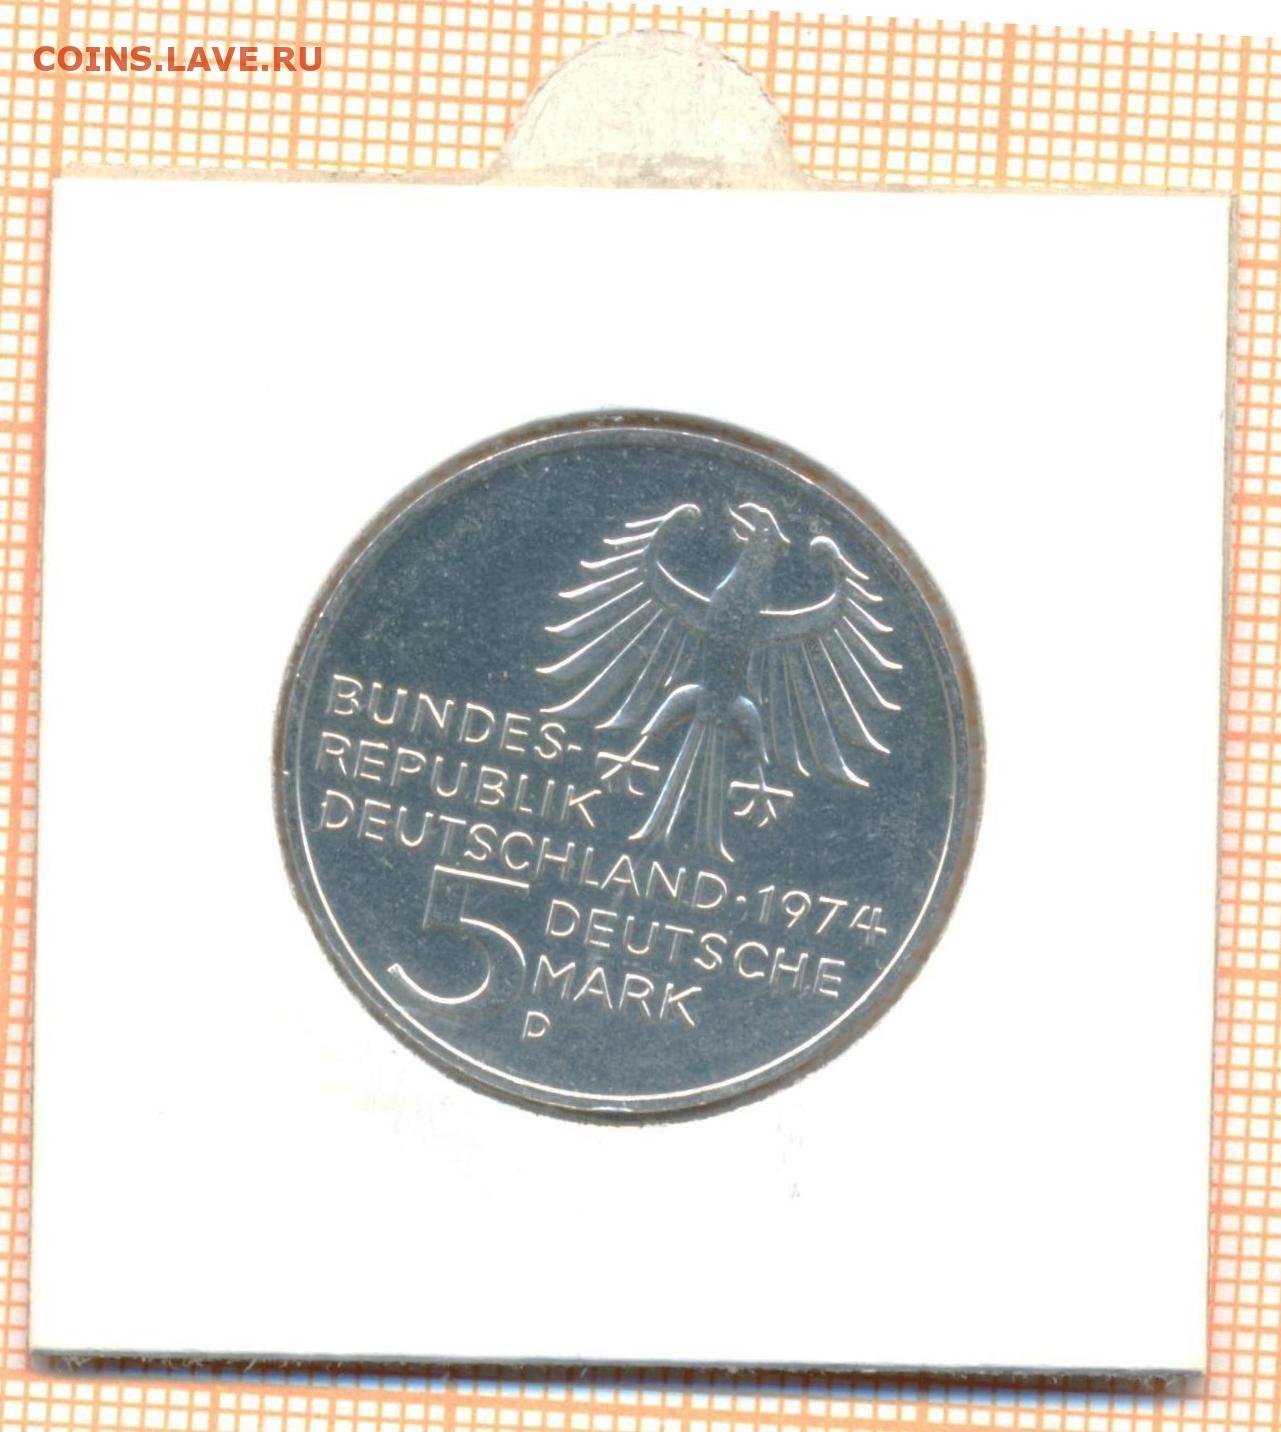 COINS.LAVE.RU
BUNDES-
REPUBLIK
DEUTSCHLAND·1974
5 DEUTSCHE
MARK
D